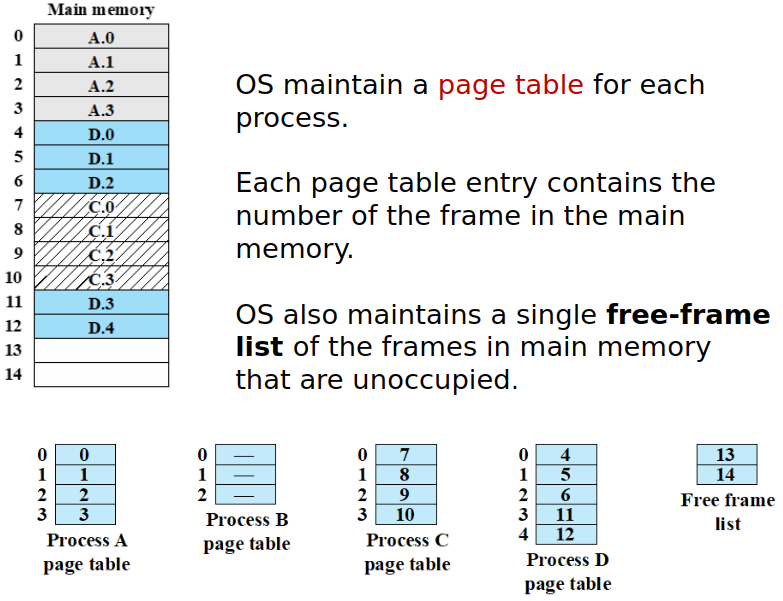 Main memory
0 A.0
1 A.1
2 A.2
3 A.3
4 D.0
5 D.1
6 D.2
7 C.0
8 C.1
9 C.2
10 C.3
11 D.3
12 D.4
13
14
OS maintain a page table for each
process.
Each page table entry contains the
number of the frame in the main
memory.
OS also maintains a single free-frame
list of the frames in main memory
that are unoccupied.
0 0
1 1
2 2
3 3
Process A
page table
0 —
1 —
2 —
Process B
page table
0 7
1 8
2 9
3 10
Process C
page table
0 4
1 5
2 6
3 11
4 12
Process D
page table
13
14
Free frame
list